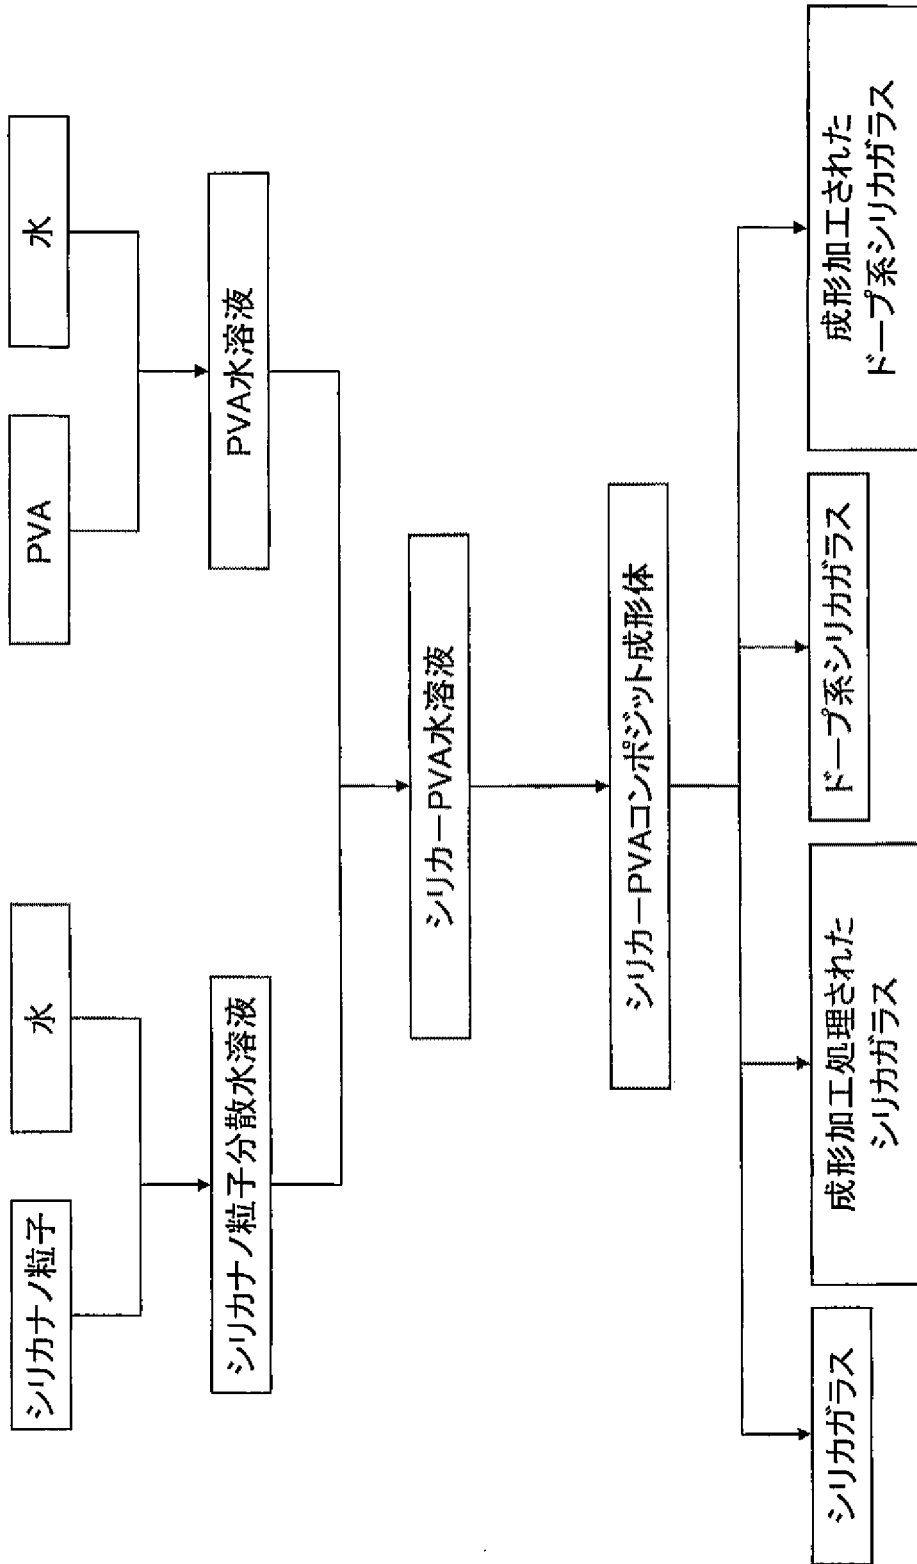 シリカナノ粒子
水
PVA
水
シリカナノ粒子分散水溶液
PVA水溶液
シリカーPVA水溶液
シリカーPVAコンポジット成形体
シリカガラス
成形加工処理された
シリカガラス
ドープ系シリカガラス
成形加工された
ドープ系シリカガラス